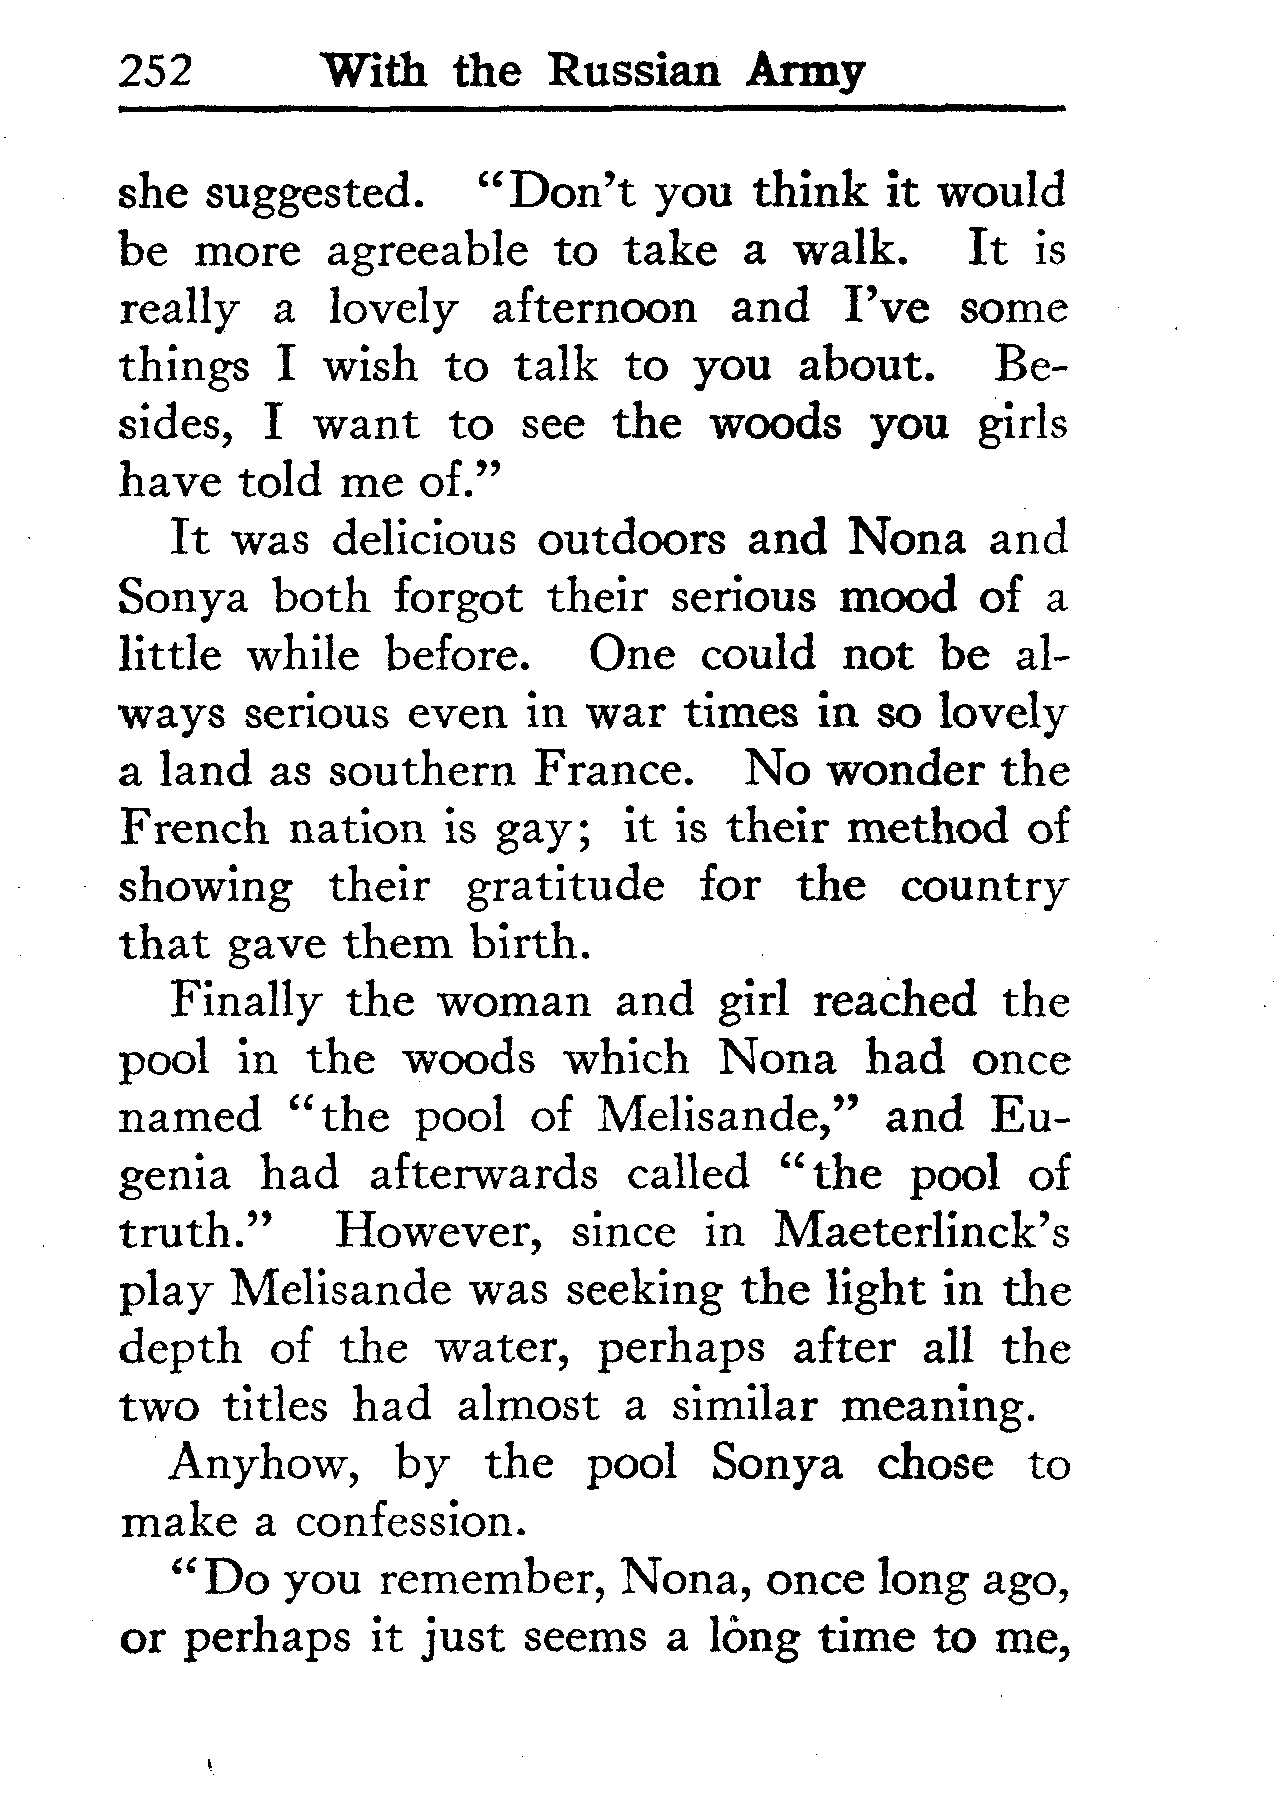 252 With the Russian Army
she suggested. “Don’t you think it would
be more agreeable to take a walk. It is
really a lovely afternoon and I’ve some
things I wish to talk to you about. Be-
sides, I want to see the woods you girls
have told me of.”
It was delicious outdoors and Nona and
Sonya both forgot their serious mood of a
little while before. One could not be al-
ways serious even in war times in so lovely
a land as southern France. No wonder the
French nation is gay; it is their method of
showing their gratitude for the country
that gave them birth.
Finally the woman and girl reached the
pool in the woods which Nona had once
named “the pool of Melisande,” and Eu-
genia had afterwards called “the pool of
truth.” However, since in Maeterlinck’s
play Melisande was seeking the light in the
depth of the water, perhaps after all the
two titles had almost a similar meaning.
Anyhow, by the pool Sonya chose to
make a confession.
“Do you remember, Nona, once long ago,
or perhaps it just seems a long time to me,